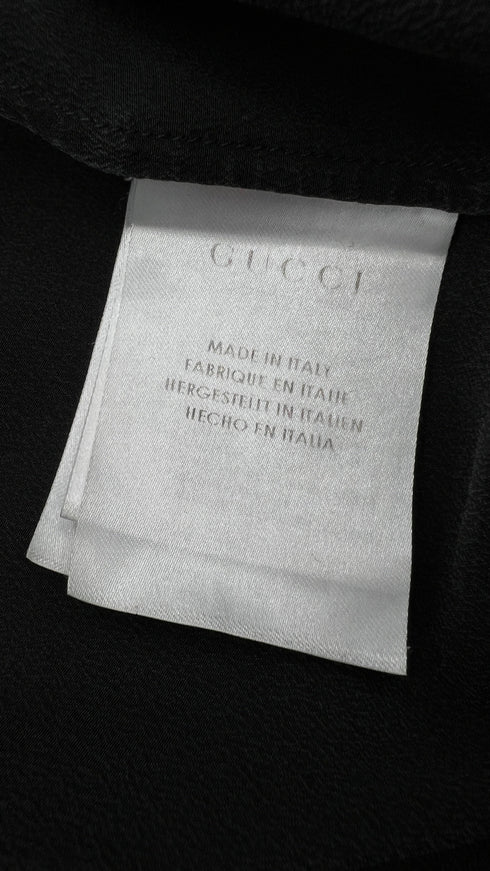 GUCCI
MADE IN ITALY
FABRIQUE EN ITALIE
HERGESTELLT IN ITALIEN
HECHO EN ITALIA